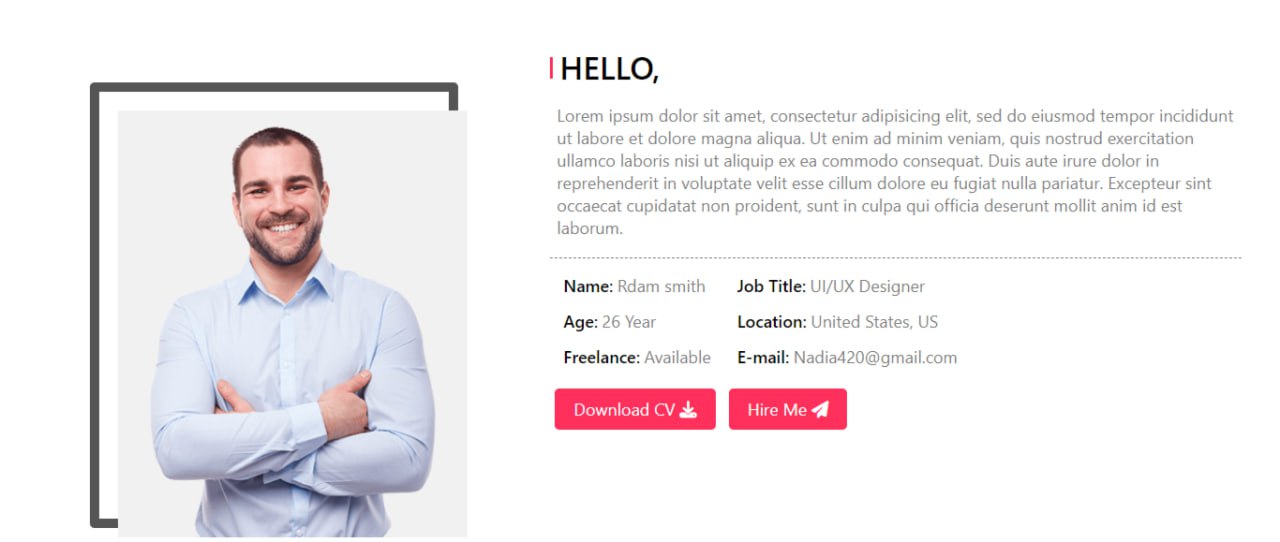 HELLO,
Lorem ipsum dolor sit amet, consectetur adipisicing elit, sed do eiusmod tempor incididunt
ut labore et dolore magna aliqua. Ut enim ad minim veniam, quis nostrud exercitation
ullamco laboris nisi ut aliquip ex ea commodo consequat. Duis aute irure dolor in
reprehenderit in voluptate velit esse cillum dolore eu fugiat nulla pariatur. Excepteur sint
occaecat cupidatat non proident, sunt in culpa qui officia deserunt mollit anim id est
laborum.
Name: Rdam smith Job Title: UI/UX Designer
Age: 26 Year Location: United States, US
Freelance: Available E-mail: Nadia420@gmail.com
Download CV Hire Me